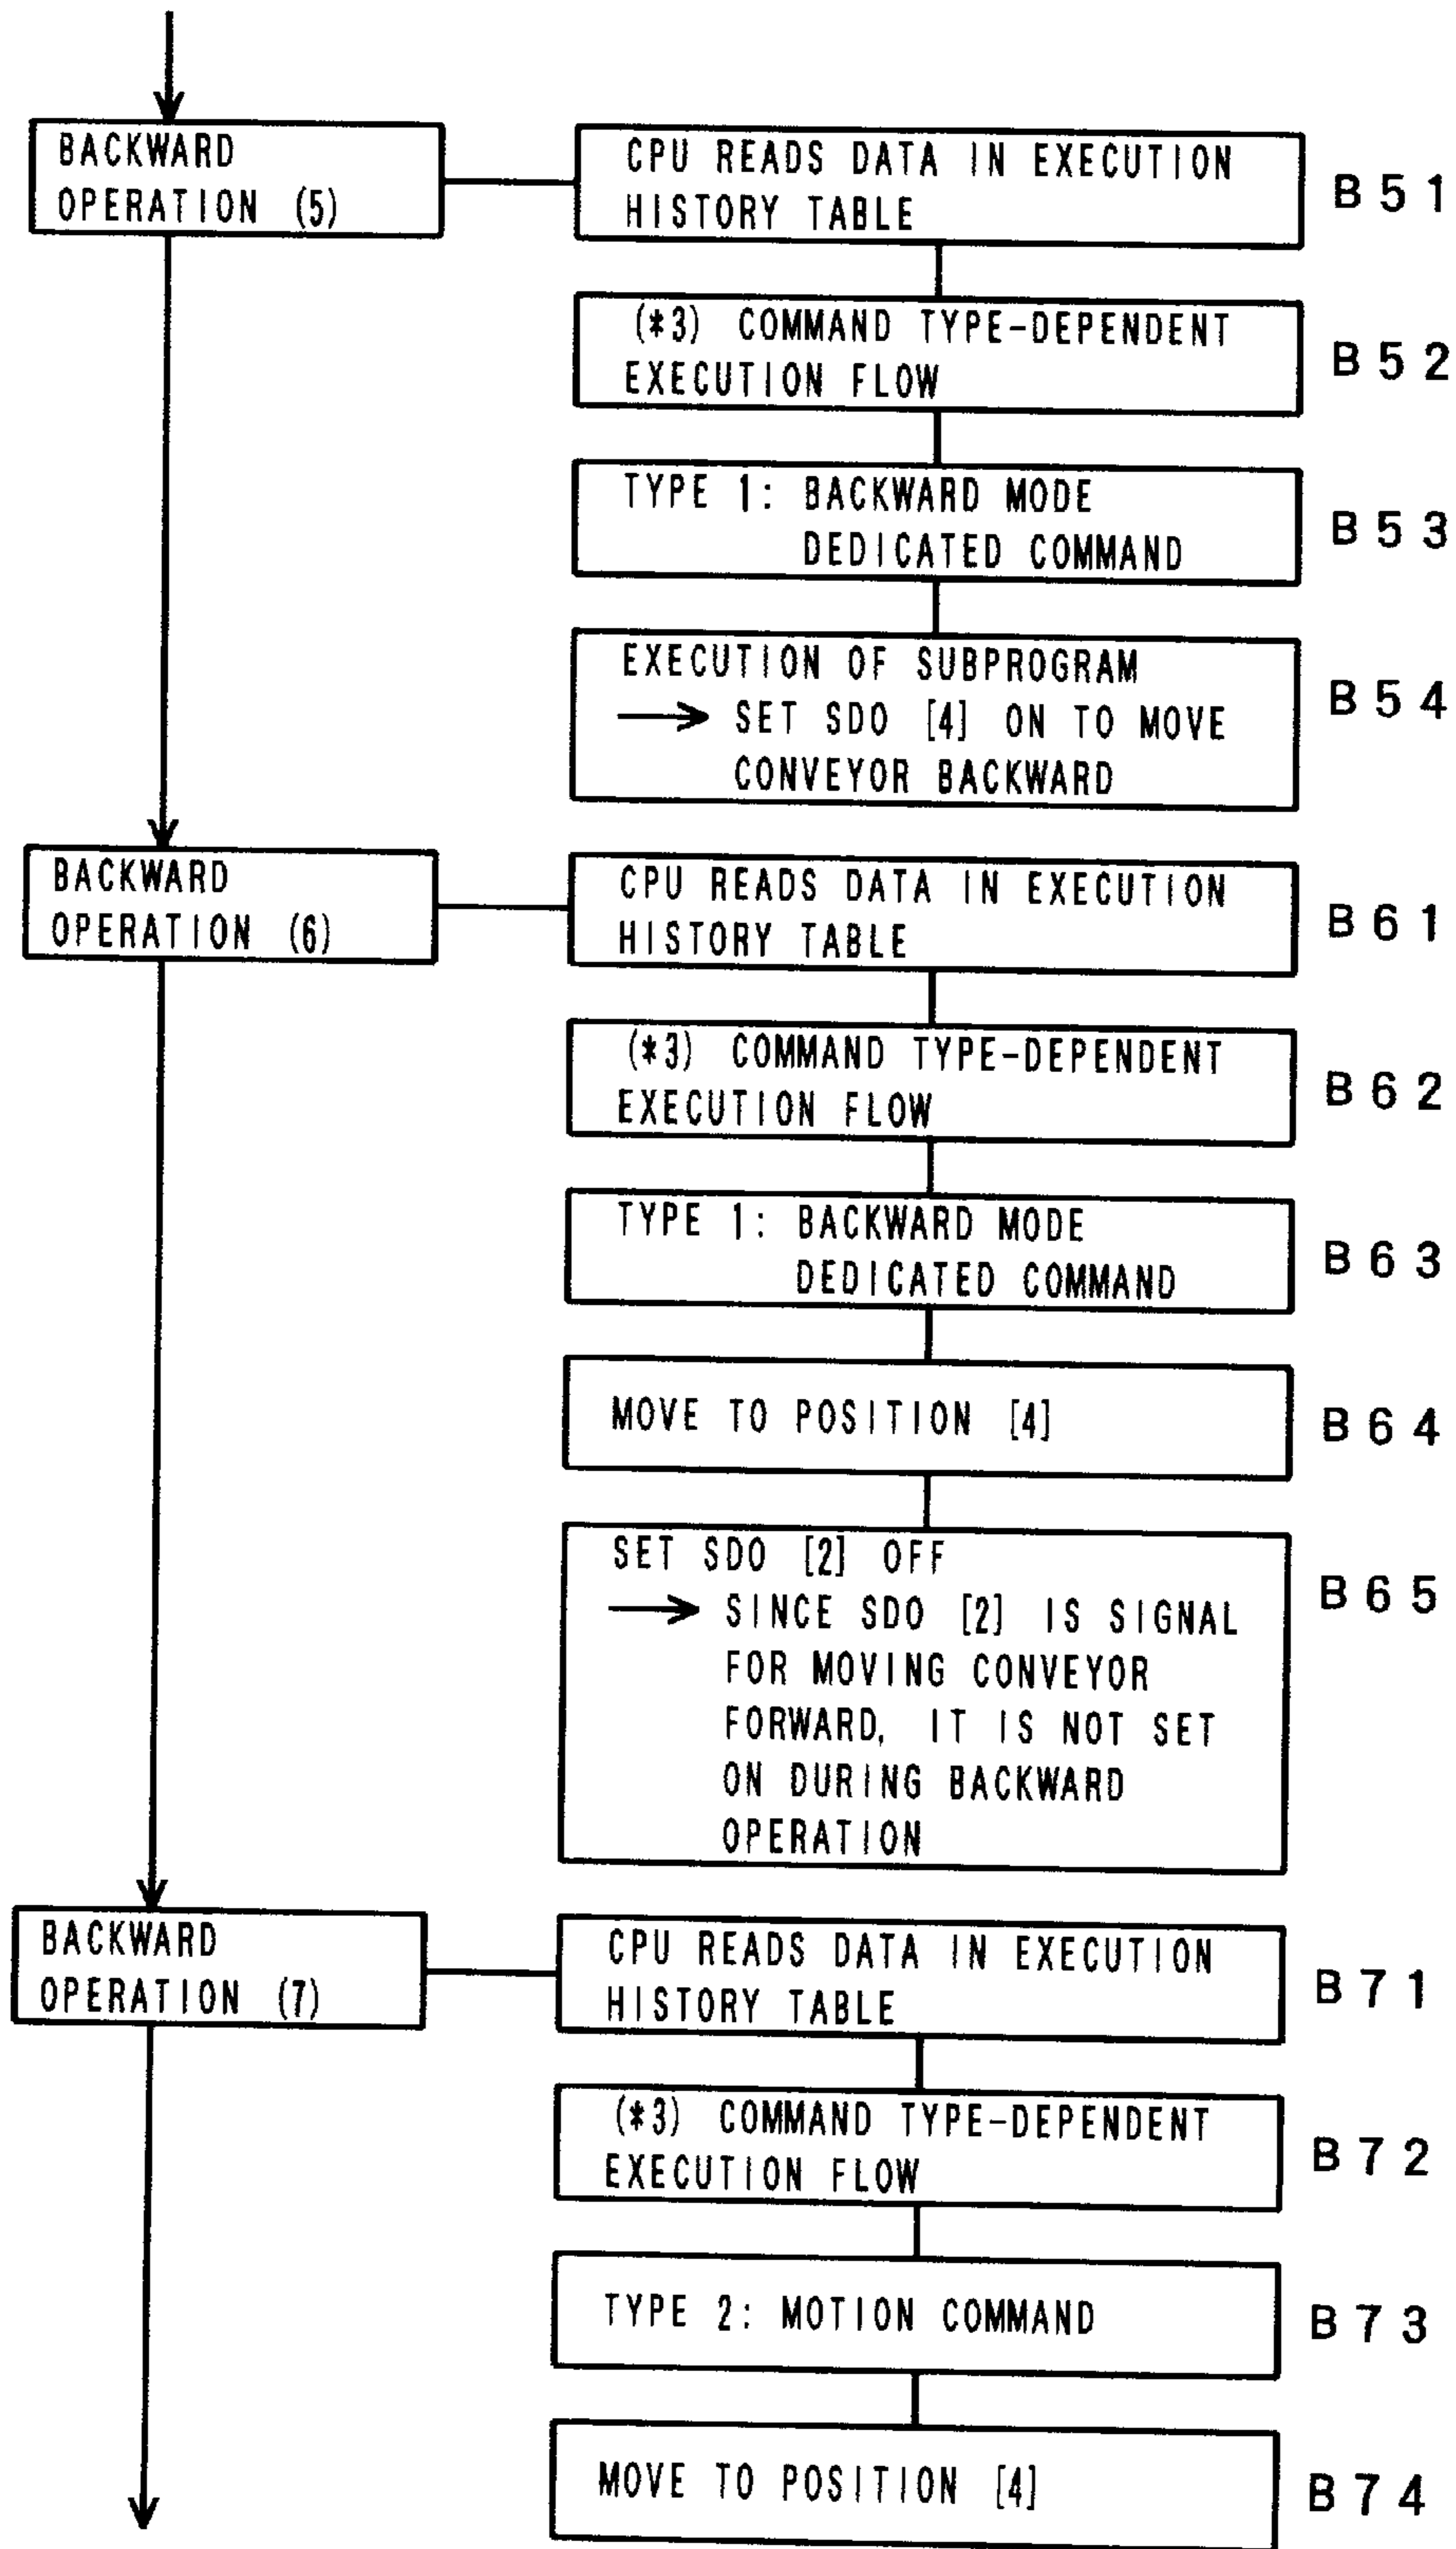 BACKWARD
OPERATION (5)
CPU READS DATA IN EXECUTION
HISTORY TABLE
B51
(*3) COMMAND TYPE-DEPENDENT
EXECUTION FLOW
B52
TYPE 1: BACKWARD MODE
DEDICATED COMMAND
B53
EXECUTION OF SUBPROGRAM
→ SET SDO [4] ON TO MOVE
CONVEYOR BACKWARD
B54
BACKWARD
OPERATION (6)
CPU READS DATA IN EXECUTION
HISTORY TABLE
B61
(*3) COMMAND TYPE-DEPENDENT
EXECUTION FLOW
B62
TYPE 1: BACKWARD MODE
DEDICATED COMMAND
B63
MOVE TO POSITION [4]
B64
SET SDO [2] OFF
→ SINCE SDO [2] IS SIGNAL
FOR MOVING CONVEYOR
FORWARD, IT IS NOT SET
ON DURING BACKWARD
OPERATION
B65
BACKWARD
OPERATION (7)
CPU READS DATA IN EXECUTION
HISTORY TABLE
B71
(*3) COMMAND TYPE-DEPENDENT
EXECUTION FLOW
B72
TYPE 2: MOTION COMMAND
B73
MOVE TO POSITION [4]
B74